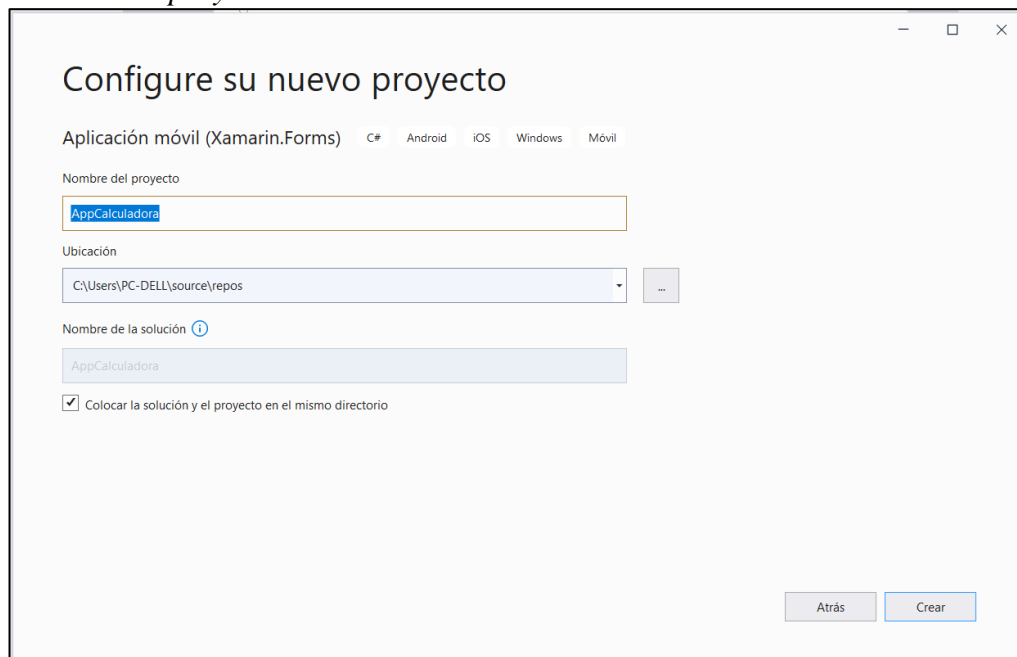 Configure su nuevo proyecto
Aplicación móvil (Xamarin.Forms) C# Android iOS Windows Móvil
Nombre del proyecto
AppCalculadora
Ubicación
C:\Users\PC-DELL\source\repos
...
Nombre de la solución
AppCalculadora
Colocar la solución y el proyecto en el mismo directorio
Atrás Crear